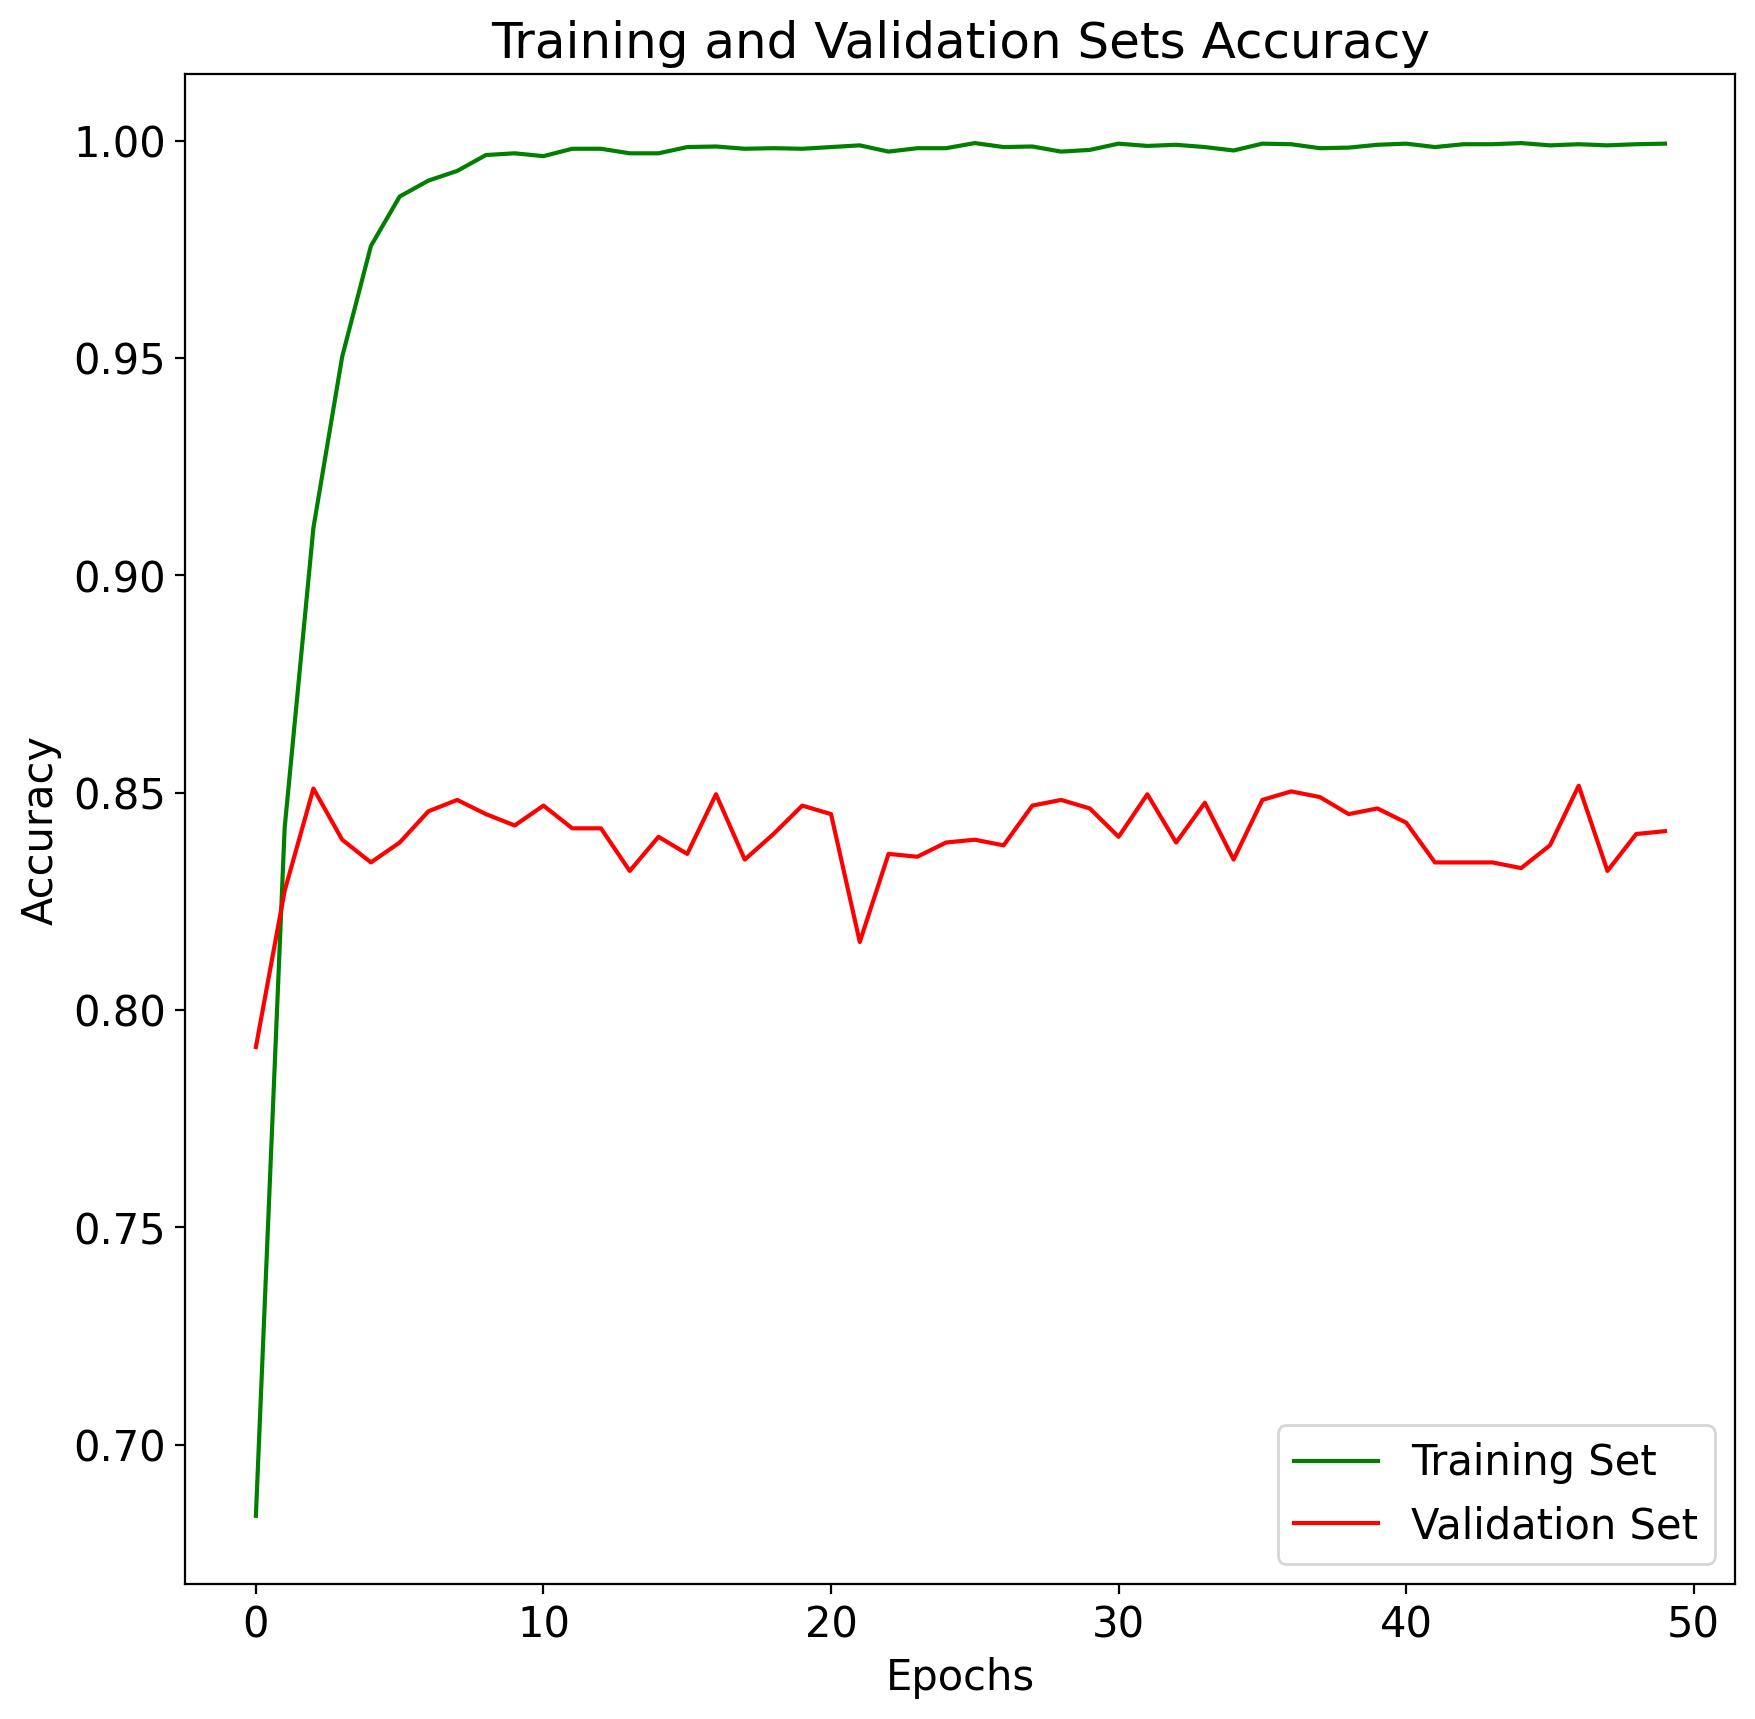 Training and Validation Sets Accuracy
1.00
0.95
0.90
0.85
0.80
0.75
0.70
Accuracy
Training Set
Validation Set
0 10 20 30 40 50
Epochs